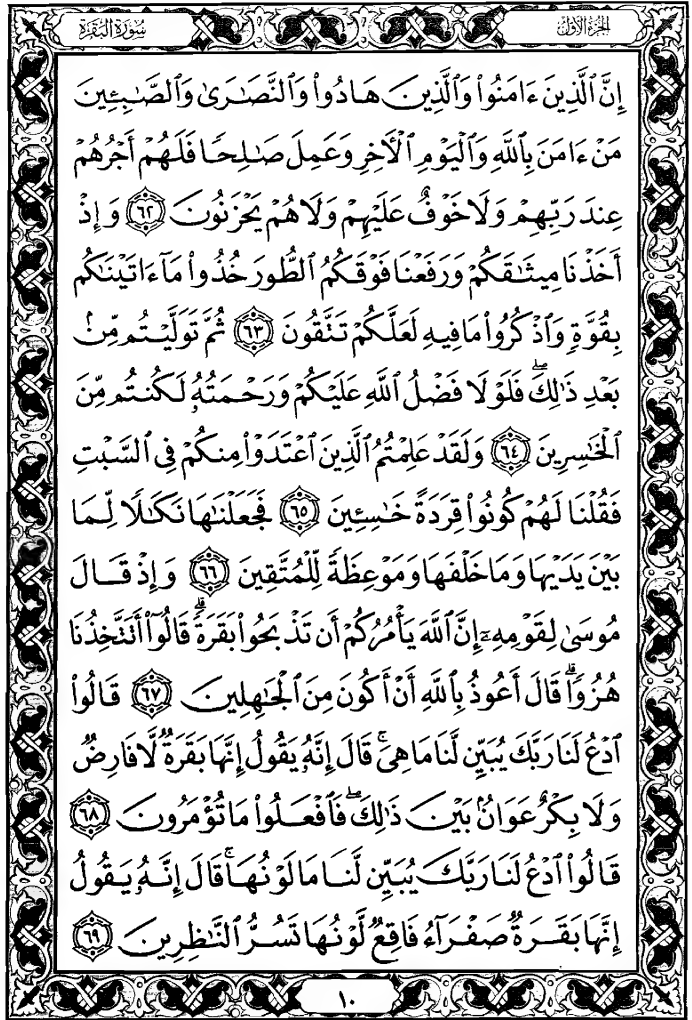 الجزء الأول
سورة البقرة
إِنَّ ٱلَّذِينَ ءَامَنُوا۟ وَٱلَّذِينَ هَادُوا۟ وَٱلنَّصَٰرَىٰ وَٱلصَّٰبِـِٔينَ
مَنْ ءَامَنَ بِٱللَّهِ وَٱلْيَوْمِ ٱلْأَخِرِ وَعَمِلَ صَٰلِحًا فَلَهُمْ أَجْرُهُمْ
عِندَ رَبِّهِمْ وَلَا خَوْفٌ عَلَيْهِمْ وَلَا هُمْ يَحْزَنُونَ ٦٢ وَإِذْ
أَخَذْنَا مِيثَٰقَكُمْ وَرَفَعْنَا فَوْقَكُمُ ٱلطُّورَ خُذُوا۟ مَآ ءَاتَيْنَٰكُم
بِقُوَّةٍ وَٱذْكُرُوا۟ مَا فِيهِ لَعَلَّكُمْ تَتَّقُونَ ٦٣ ثُمَّ تَوَلَّيْتُم مِّنۢ
بَعْدِ ذَٰلِكَ ۖ فَلَوْلَا فَضْلُ ٱللَّهِ عَلَيْكُمْ وَرَحْمَتُهُۥ لَكُنتُم مِّنَ
ٱلْخَٰسِرِينَ ٦٤ وَلَقَدْ عَلِمْتُمُ ٱلَّذِينَ ٱعْتَدَوْا۟ مِنكُمْ فِى ٱلسَّبْتِ
فَقُلْنَا لَهُمْ كُونُوا۟ قِرَدَةً خَٰسِـِٔينَ ٦٥ فَجَعَلْنَٰهَا نَكَٰلًا لِّمَا
بَيْنَ يَدَيْهَا وَمَا خَلْفَهَا وَمَوْعِظَةً لِّلْمُتَّقِينَ ٦٦ وَإِذْ قَالَ
مُوسَىٰ لِقَوْمِهِۦٓ إِنَّ ٱللَّهَ يَأْمُرُكُمْ أَن تَذْبَحُوا۟ بَقَرَةً ۖ قَالُوٓا۟ أَتَتَّخِذُنَا
هُزُوًا ۖ قَالَ أَعُوذُ بِٱللَّهِ أَنْ أَكُونَ مِنَ ٱلْجَٰهِلِينَ ٦٧ قَالُوا۟
ٱدْعُ لَنَا رَبَّكَ يُبَيِّن لَّنَا مَا هِىَ ۚ قَالَ إِنَّهُۥ يَقُولُ إِنَّهَا بَقَرَةٌ لَّا فَارِضٌ
وَلَا بِكْرٌ عَوَانٌۢ بَيْنَ ذَٰلِكَ ۖ فَٱفْعَلُوا۟ مَا تُؤْمَرُونَ ٦٨
قَالُوا۟ ٱدْعُ لَنَا رَبَّكَ يُبَيِّن لَّنَا مَا لَوْنُهَا ۚ قَالَ إِنَّهُۥ يَقُولُ
إِنَّهَا بَقَرَةٌ صَفْرَآءُ فَاقِعٌ لَّوْنُهَا تَسُرُّ ٱلنَّٰظِرِينَ ٦٩
١٠